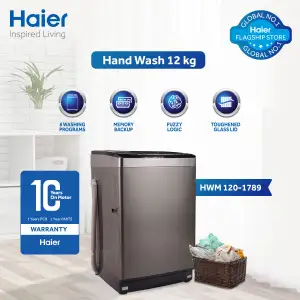 Haier
Inspired Living
GLOBAL NO.1
Haier
FLAGSHIP STORE
GLOBAL NO.1
Hand Wash 12 kg
WASHING
PROGRAMS
MEMORY
BACKUP
FUZZY
LOGIC
TOUGHENED
GLASS LID
HWM 120-1789
10
Years
On Motor
WARRANTY
Haier